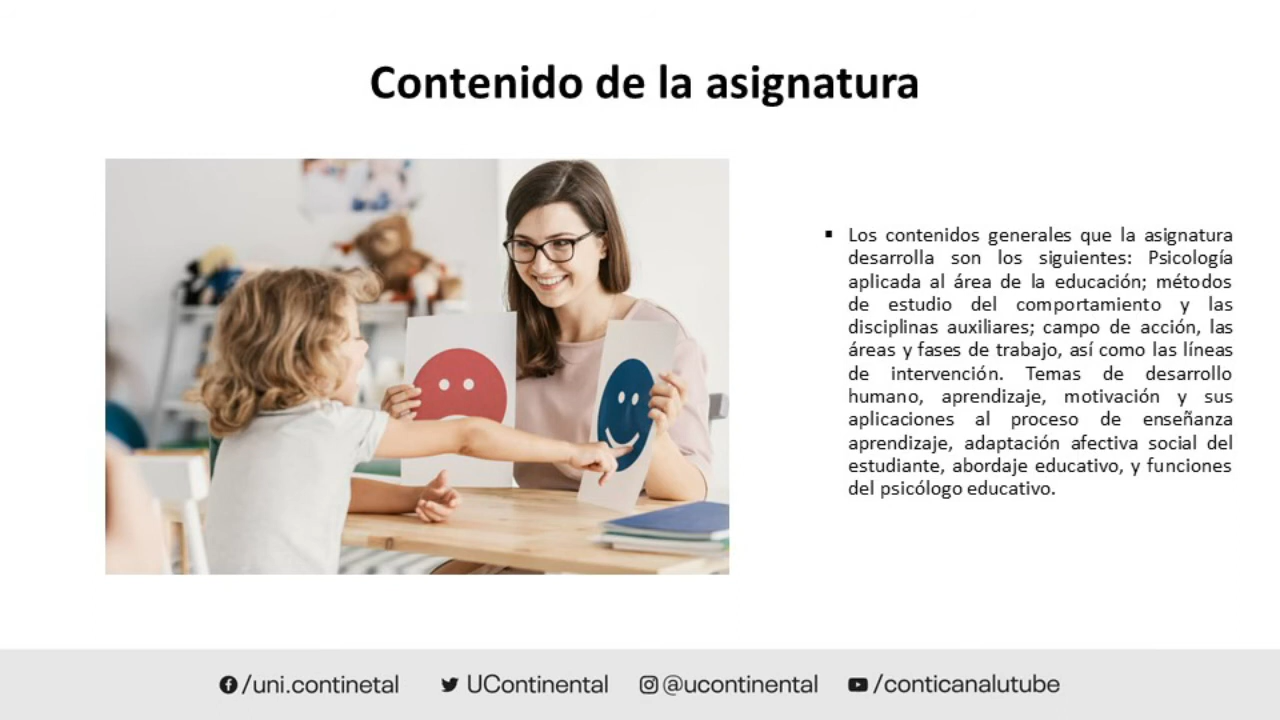 Contenido de la asignatura
▪ Los contenidos generales que la asignatura
desarrolla son los siguientes: Psicología
aplicada al área de la educación; métodos
de estudio del comportamiento y las
disciplinas auxiliares; campo de acción, las
áreas y fases de trabajo, así como las líneas
de intervención. Temas de desarrollo
humano, aprendizaje, motivación y sus
aplicaciones al proceso de enseñanza
aprendizaje, adaptación afectiva social del
estudiante, abordaje educativo, y funciones
del psicólogo educativo.
/uni.continetal UContinental @ucontinental /conticanalutube